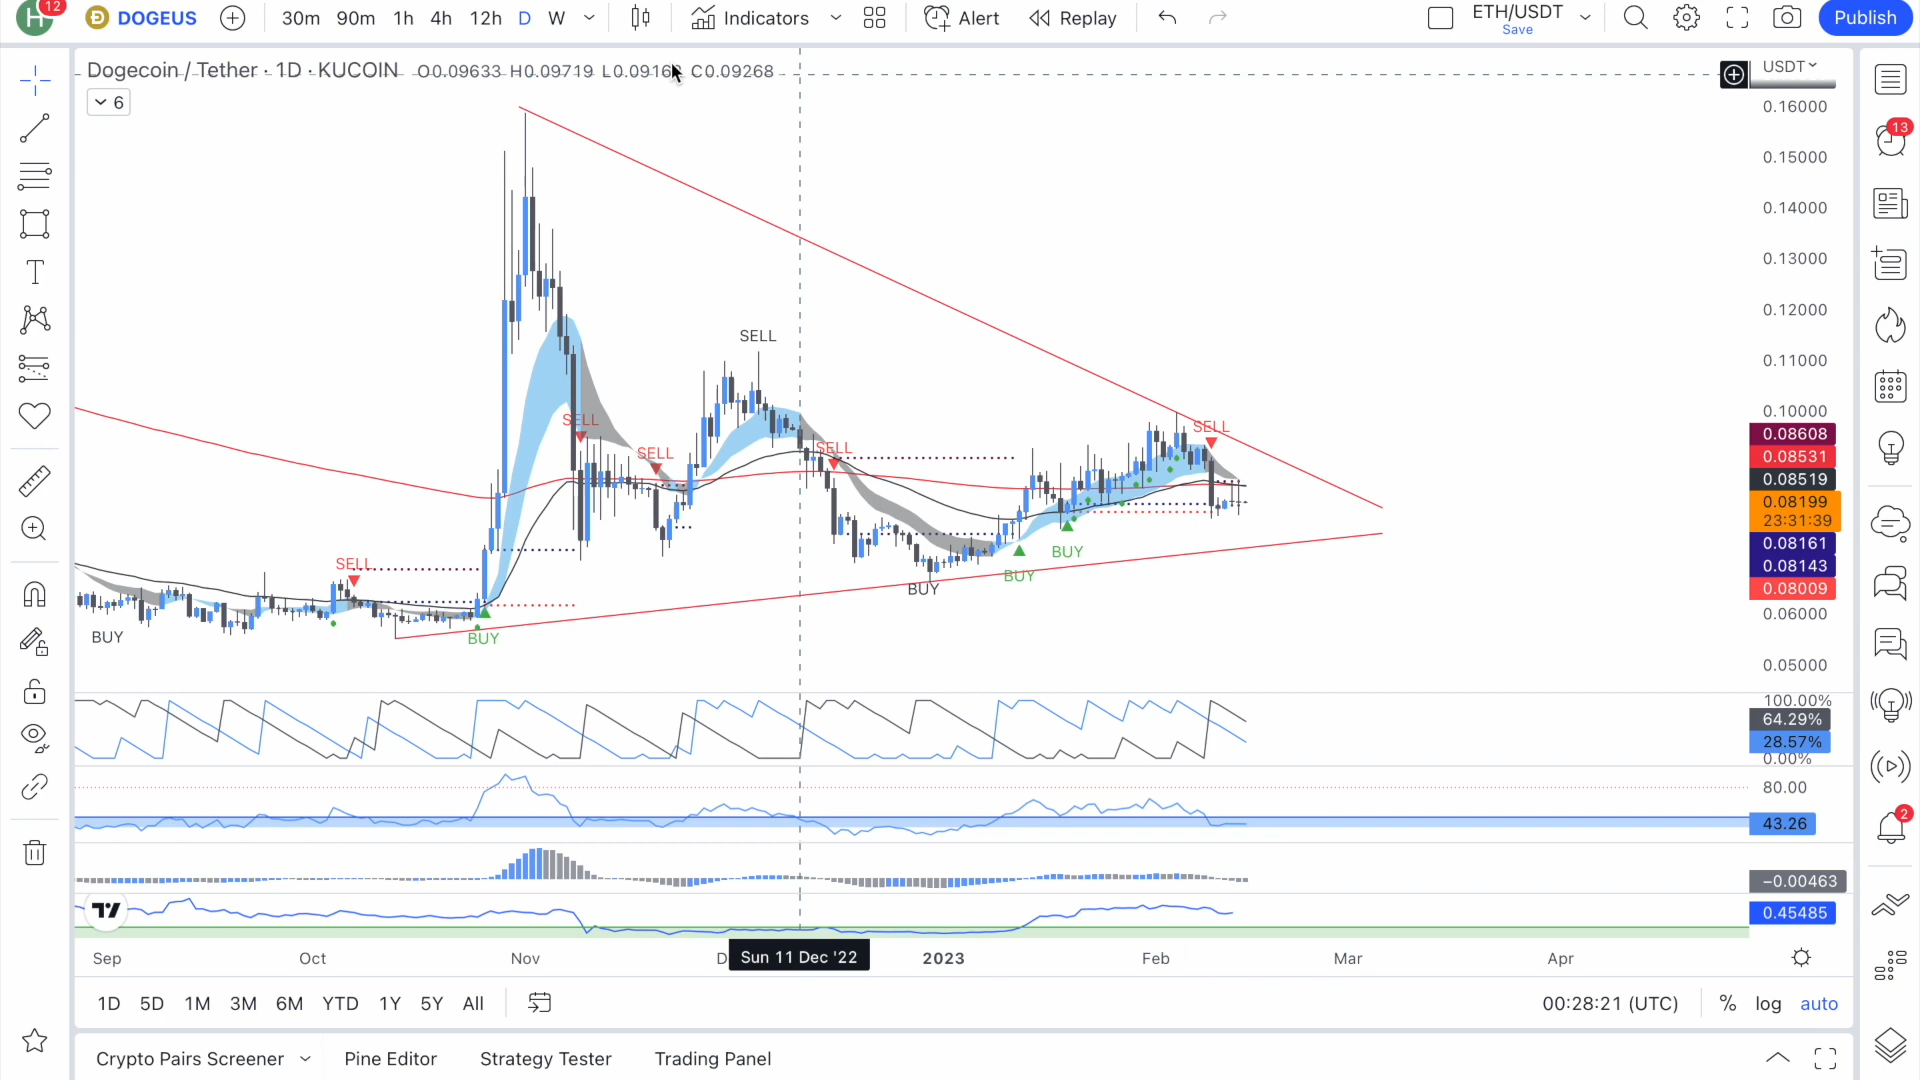 H 12 DOGEUS 30m 90m 1h 4h 12h D W Indicators Alert Replay ETH/USDT Save Publish
Dogecoin / Tether · 1D · KUCOIN O0.09633 H0.09719 C0.09268
6
USDT
0.16000
0.15000
0.14000
0.13000
0.12000
0.11000
0.10000
0.08608
0.08531
0.08519
0.08199
23:31:39
0.08161
0.08143
0.08009
0.06000
0.05000
SELL
SELL
SELL
SELL
SELL
SELL
BUY
BUY
BUY
BUY
BUY
100.00%
64.29%
28.57%
0.00%
80.00
43.26
−0.00463
0.45485
Sep Oct Nov Sun 11 Dec '22 2023 Feb Mar Apr
1D 5D 1M 3M 6M YTD 1Y 5Y All 00:28:21 (UTC) % log auto
Crypto Pairs Screener Pine Editor Strategy Tester Trading Panel
13
2